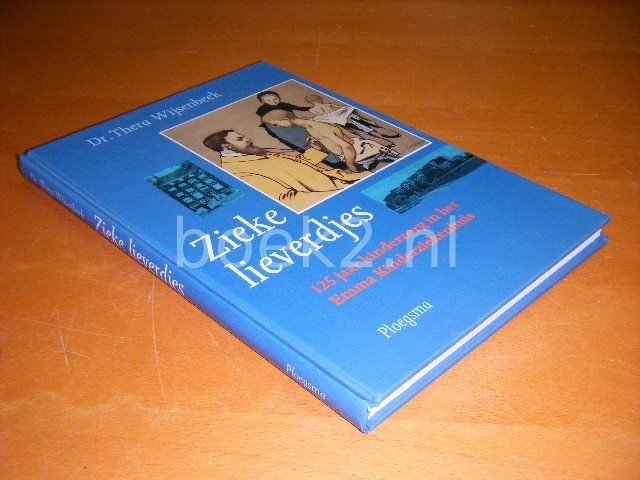 Dr. Thera Wijsenbeek
Zieke
lieverdjes
125 jaar kinderzorg in het
Emma Kinderziekenhuis
Ploegsma
Dr. Thera Wijsenbeek
Zieke lieverdjes
Ploegsma
boek2.nl